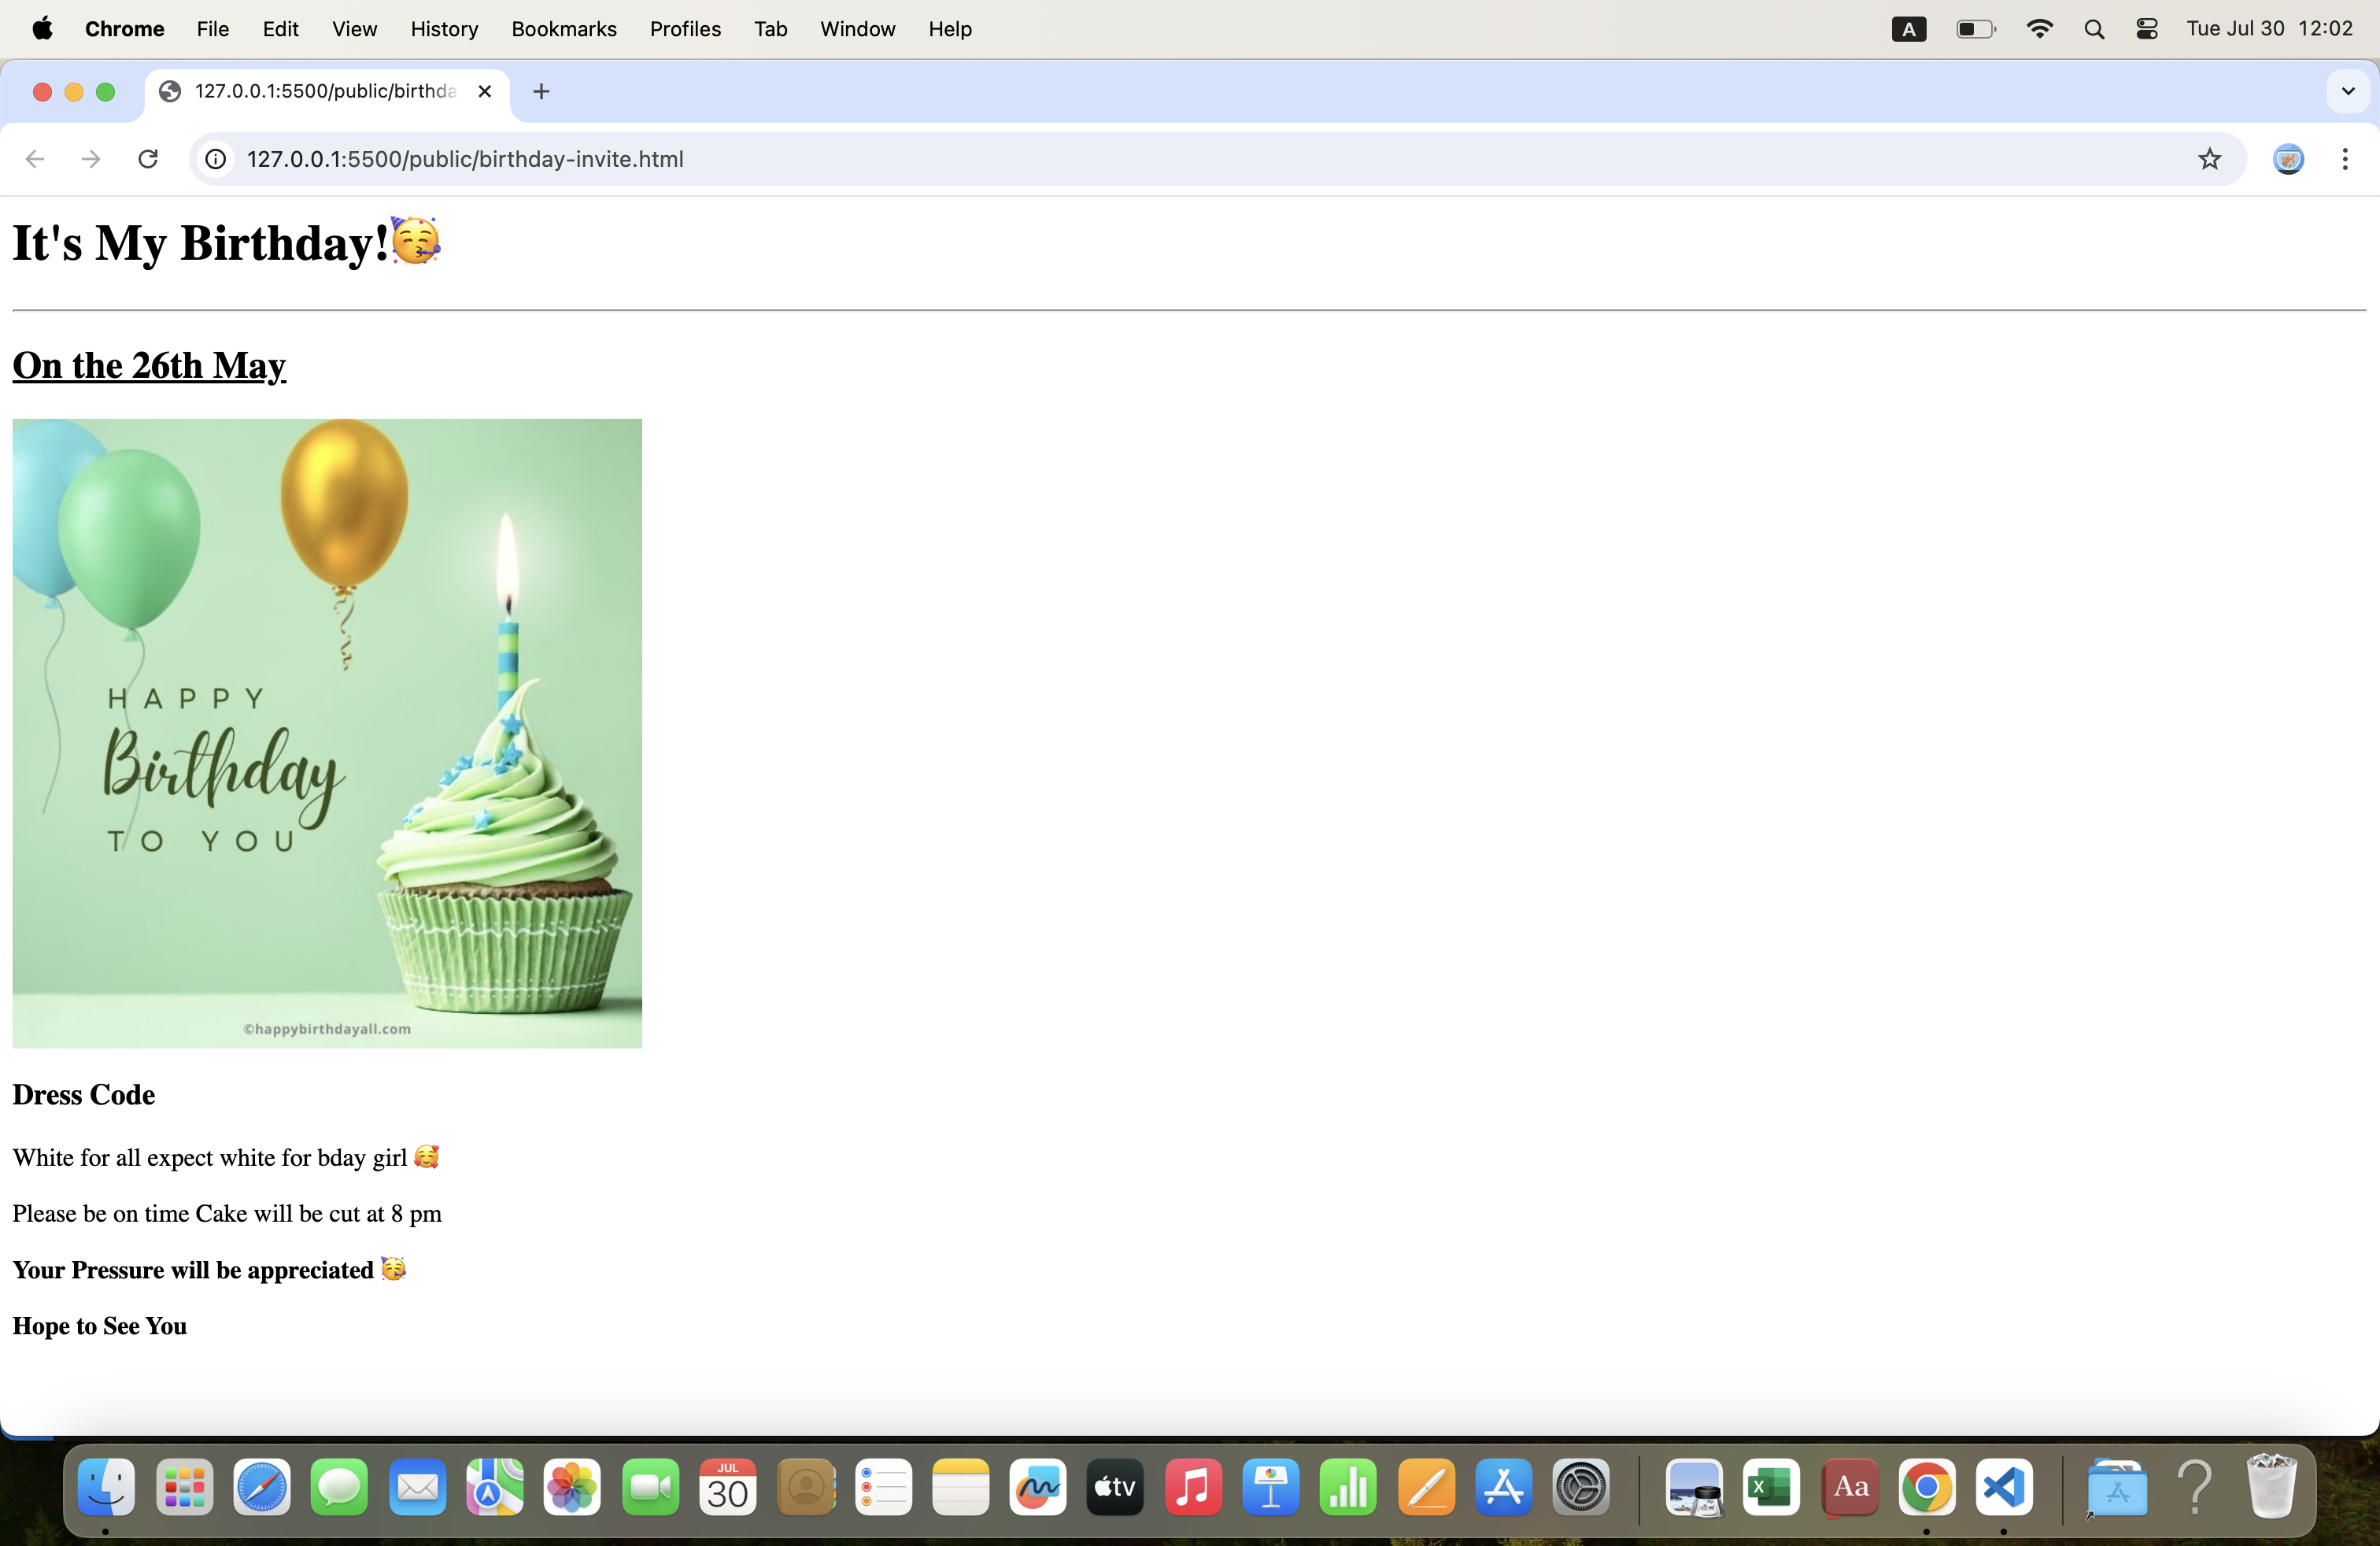 Chrome File Edit View History Bookmarks Profiles Tab Window Help A Tue Jul 30 12:02
127.0.0.1:5500/public/birthda
127.0.0.1:5500/public/birthday-invite.html
It's My Birthday!🥳
On the 26th May
HAPPY
Birthday
TO YOU
©happybirthdayall.com
Dress Code
White for all expect white for bday girl 🥰
Please be on time Cake will be cut at 8 pm
Your Pressure will be appreciated 🥳
Hope to See You
JUL
30
tv
X
Aa